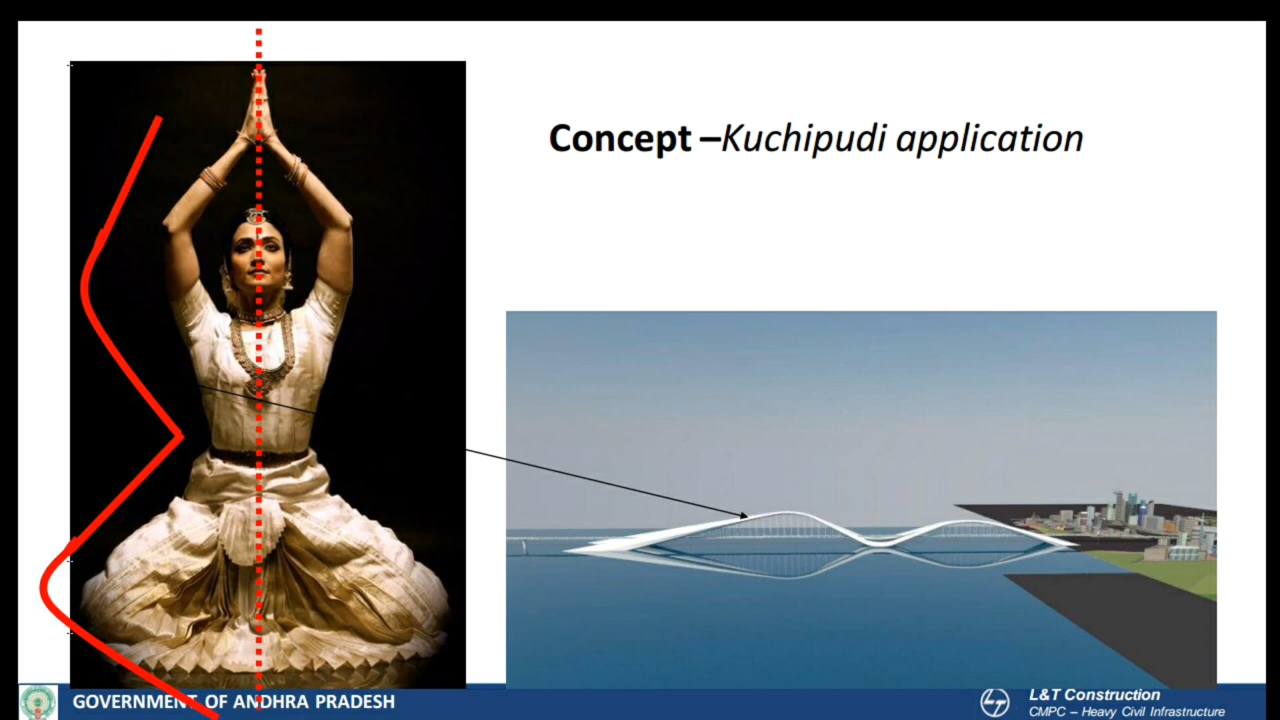 Concept –Kuchipudi application
GOVERNMENT OF ANDHRA PRADESH
L&T Construction
CMPC – Heavy Civil Infrastructure